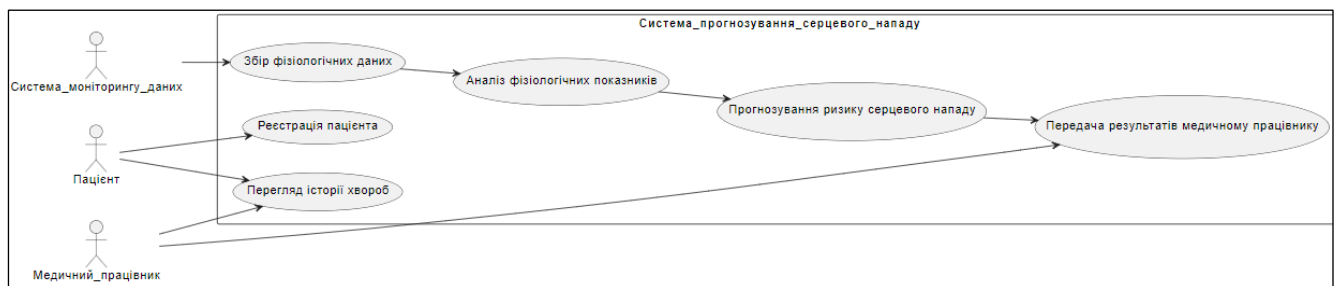 Система_прогнозування_серцевого_нападу
Збір фізіологічних даних
Система_моніторингу_даних
Аналіз фізіологічних показників
Прогнозування ризику серцевого нападу
Передача результатів медичному працівнику
Реєстрація пацієнта
Пацієнт
Перегляд історії хвороб
Медичний_працівник